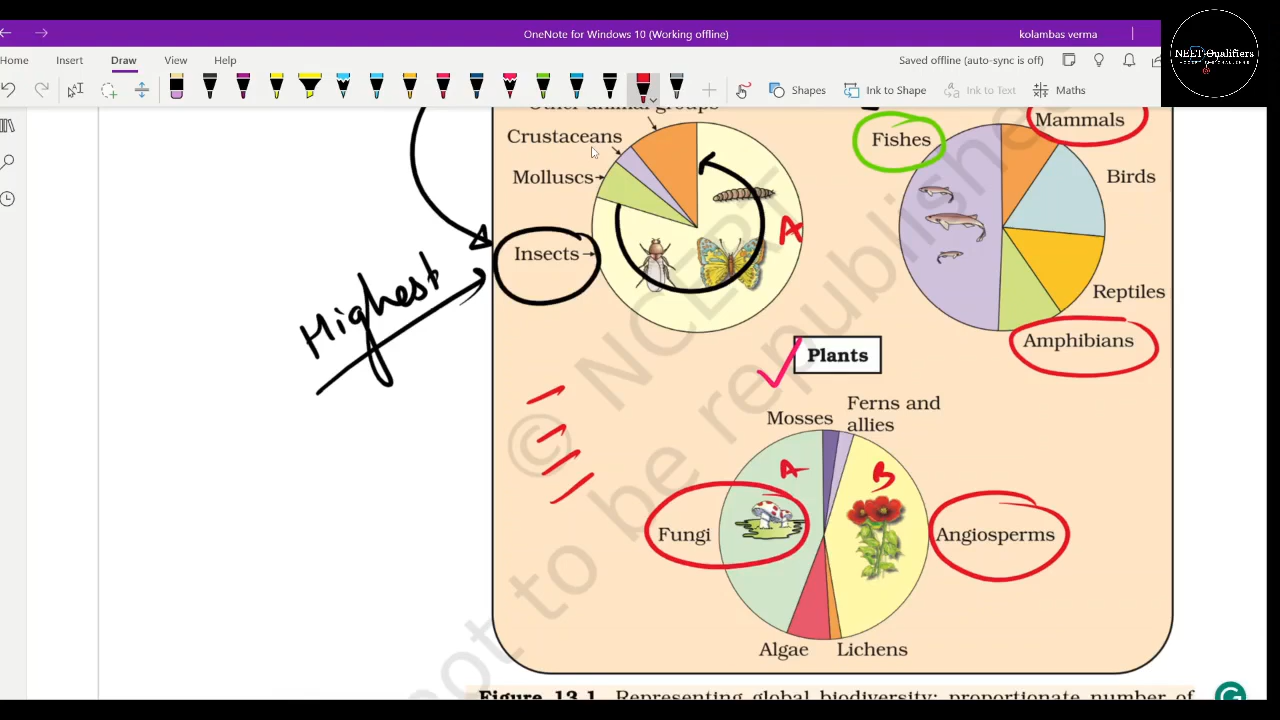 OneNote for Windows 10 (Working offline)
kolambas verma
NEET Qualifiers
Home
Insert
Draw
View
Help
Saved offline (auto-sync is off)
Shapes
Ink to Shape
Ink to Text
Maths
Other animal groups
Crustaceans
Molluscs
Insects
Highest
A
Fishes
Mammals
Birds
Reptiles
Amphibians
Plants
Mosses
Ferns and
allies
A
B
Fungi
Angiosperms
Algae
Lichens
© NCERT
not to be republished
Figure 13.1 Representing global biodiversity: proportionate number of